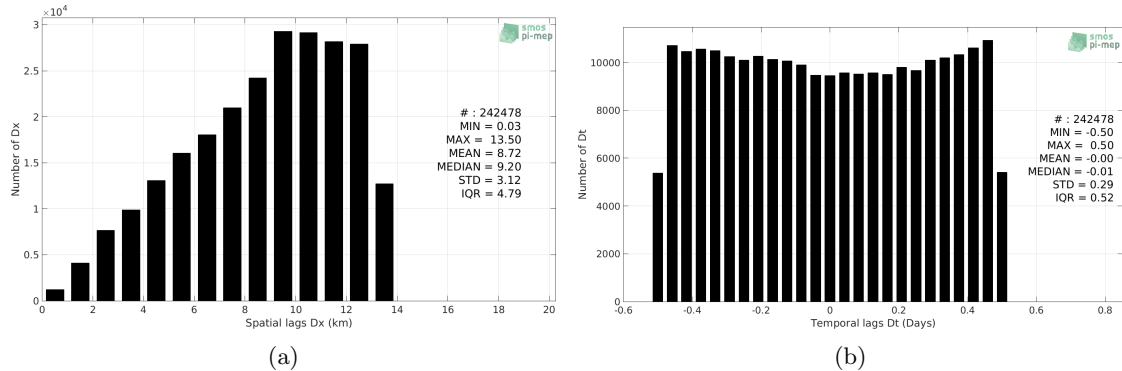 ×10⁴
3
2.5
2
1.5
1
0.5
0
Number of Dx
0 2 4 6 8 10 12 14 16 18 20
Spatial lags Dx (km)
smos
pi-mep
# : 242478
MIN = 0.03
MAX = 13.50
MEAN = 8.72
MEDIAN = 9.20
STD = 3.12
IQR = 4.79
(a)
10000
8000
6000
4000
2000
0
Number of Dt
-0.6 -0.4 -0.2 0 0.2 0.4 0.6 0.8
Temporal lags Dt (Days)
smos
pi-mep
# : 242478
MIN = -0.50
MAX = 0.50
MEAN = -0.00
MEDIAN = -0.01
STD = 0.29
IQR = 0.52
(b)